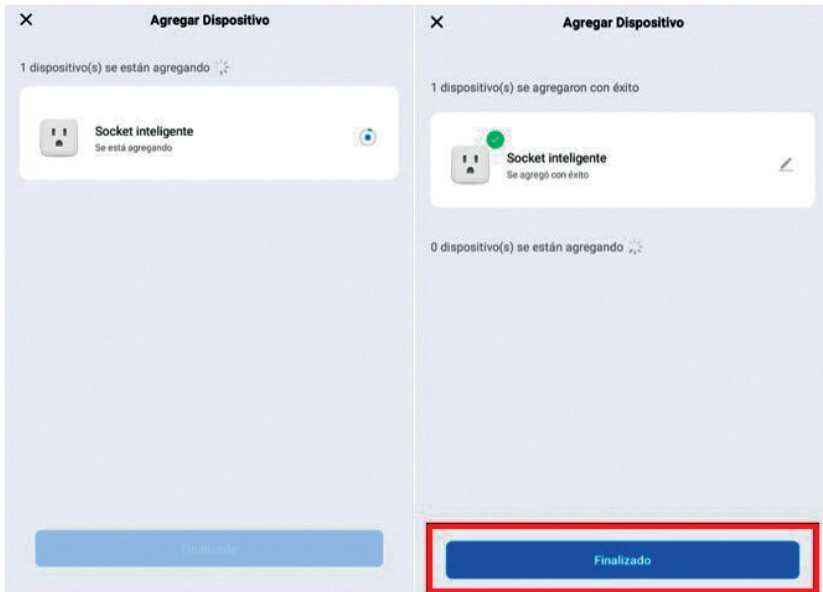 Agregar Dispositivo
1 dispositivo(s) se están agregando
Socket inteligente
Se está agregando
Finalizado
Agregar Dispositivo
1 dispositivo(s) se agregaron con éxito
Socket inteligente
Se agregó con éxito
0 dispositivo(s) se están agregando
Finalizado